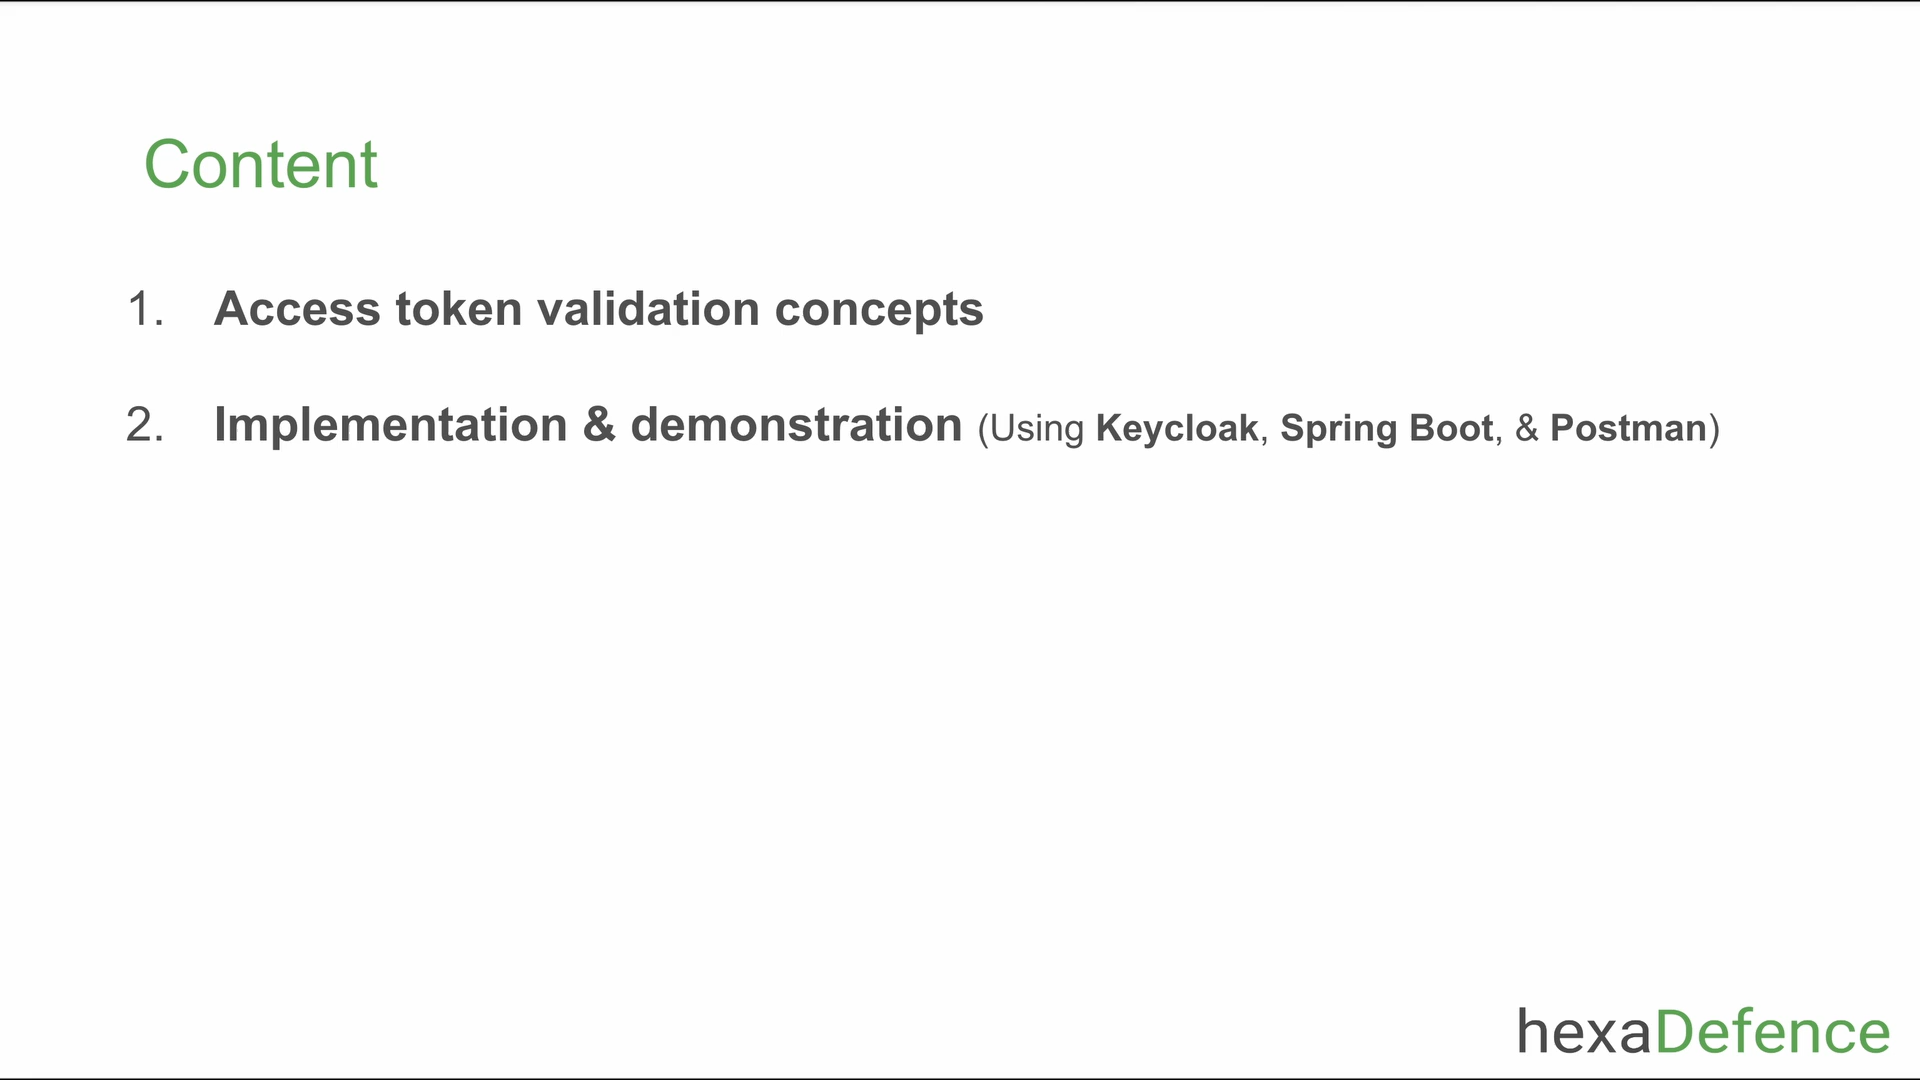 Content
1. Access token validation concepts
2. Implementation & demonstration (Using Keycloak, Spring Boot, & Postman)
hexaDefence